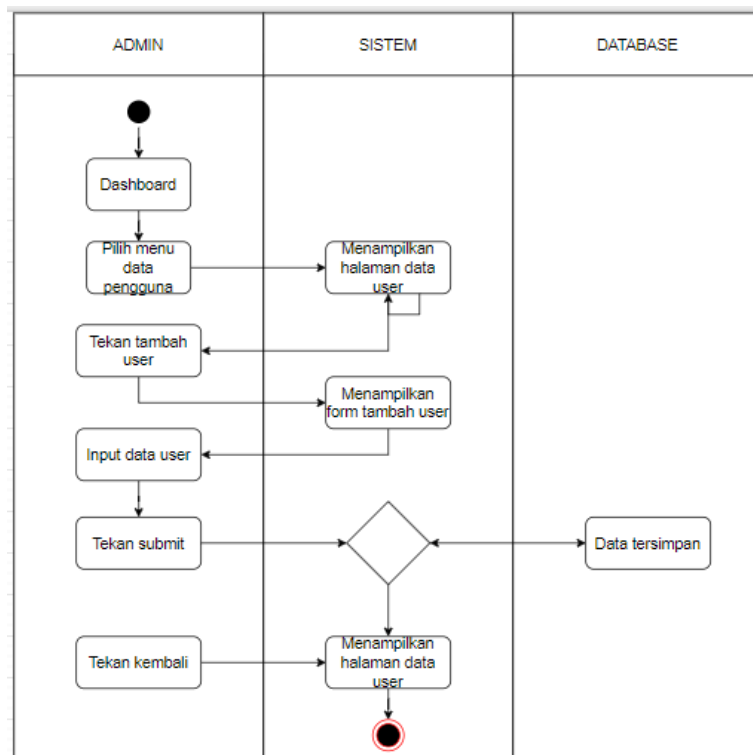 ADMIN
SISTEM
DATABASE
Dashboard
Pilih menu
data
pengguna
Menampilkan
halaman data
user
Tekan tambah
user
Menampilkan
form tambah user
Input data user
Tekan submit
Data tersimpan
Tekan kembali
Menampilkan
halaman data
user